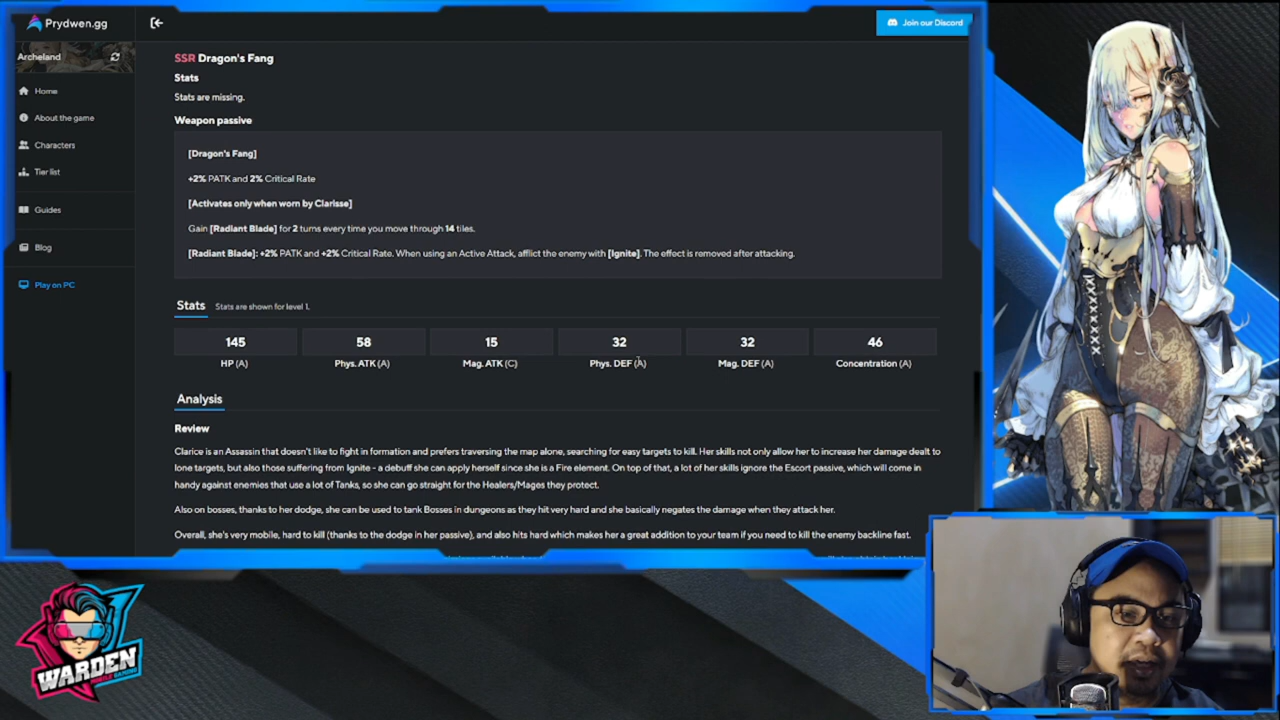 Prydwen.gg
Join our Discord
Archeland
Home
About the game
Characters
Tier list
Guides
Blog
Play on PC
SSR Dragon's Fang
Stats
Stats are missing.
Weapon passive
[Dragon's Fang]
+2% PATK and 2% Critical Rate
[Activates only when worn by Clarisse]
Gain [Radiant Blade] for 2 turns every time you move through 14 tiles.
[Radiant Blade]: +2% PATK and +2% Critical Rate. When using an Active Attack, afflict the enemy with [Ignite]. The effect is removed after attacking.
Stats Stats are shown for level 1.
145 58 15 32 32 46
HP (A) Phys. ATK (A) Mag. ATK (C) Phys. DEF (A) Mag. DEF (A) Concentration (A)
Analysis
Review
Clarice is an Assassin that doesn't like to fight in formation and prefers traversing the map alone, searching for easy targets to kill. Her skills not only allow her to increase her damage dealt to
lone targets, but also those suffering from Ignite - a debuff she can apply herself since she is a Fire element. On top of that, a lot of her skills ignore the Escort passive, which will come in
handy against enemies that use a lot of Tanks, so she can go straight for the Healers/Mages they protect.
Also on bosses, thanks to her dodge, she can be used to tank Bosses in dungeons as they hit very hard and she basically negates the damage when they attack her.
Overall, she's very mobile, hard to kill (thanks to the dodge in her passive), and also hits hard which makes her a great addition to your team if you need to kill the enemy backline fast.
WARDEN
MOBILE GAMING